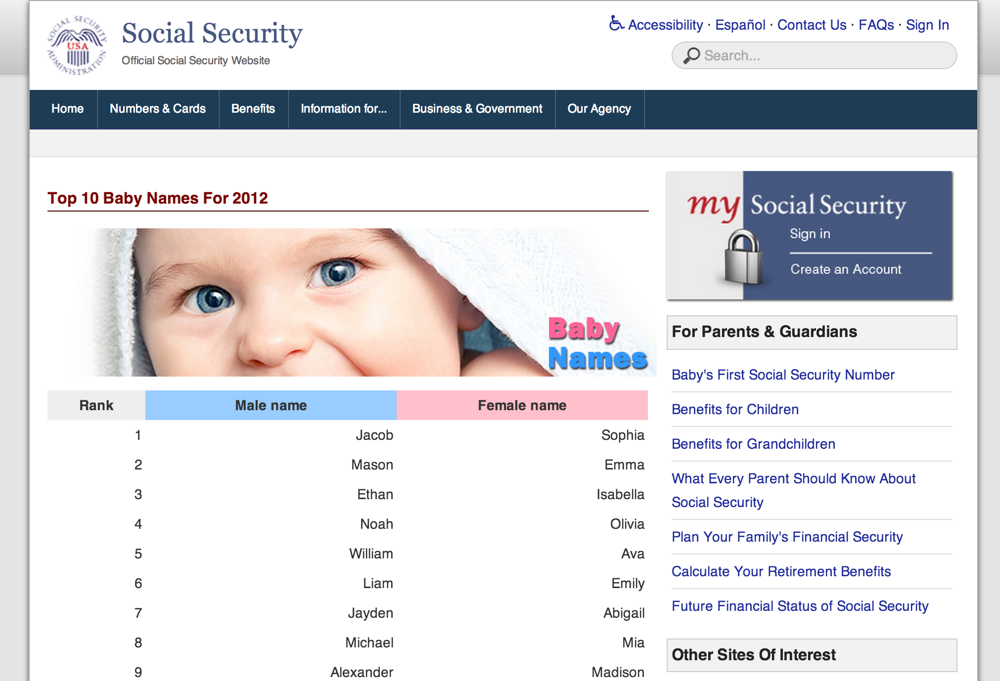 SOCIAL SECURITY ADMINISTRATION
USA
Social Security
Official Social Security Website
Accessibility · Español · Contact Us · FAQs · Sign In
Search...
Home
Numbers & Cards
Benefits
Information for...
Business & Government
Our Agency
Top 10 Baby Names For 2012
Baby
Names
Rank Male name Female name
1 Jacob Sophia
2 Mason Emma
3 Ethan Isabella
4 Noah Olivia
5 William Ava
6 Liam Emily
7 Jayden Abigail
8 Michael Mia
9 Alexander Madison
my Social Security
Sign in
Create an Account
For Parents & Guardians
Baby's First Social Security Number
Benefits for Children
Benefits for Grandchildren
What Every Parent Should Know About
Social Security
Plan Your Family's Financial Security
Calculate Your Retirement Benefits
Future Financial Status of Social Security
Other Sites Of Interest